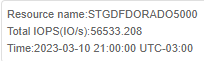 Resource name:STGDFDORADO5000
Total IOPS(IO/s):56533.208
Time:2023-03-10 21:00:00 UTC-03:00